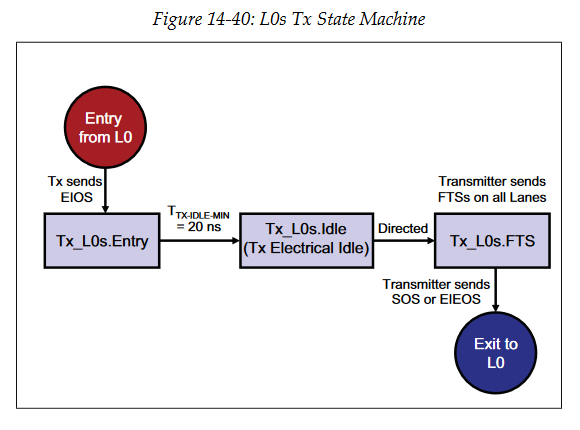 Figure 14-40: L0s Tx State Machine
Entry
from L0
Tx sends
EIOS
Tx_L0s.Entry
TTX-IDLE-MIN
= 20 ns
Tx_L0s.Idle
(Tx Electrical Idle)
Directed
Transmitter sends
FTSs on all Lanes
Tx_L0s.FTS
Transmitter sends
SOS or EIEOS
Exit to
L0